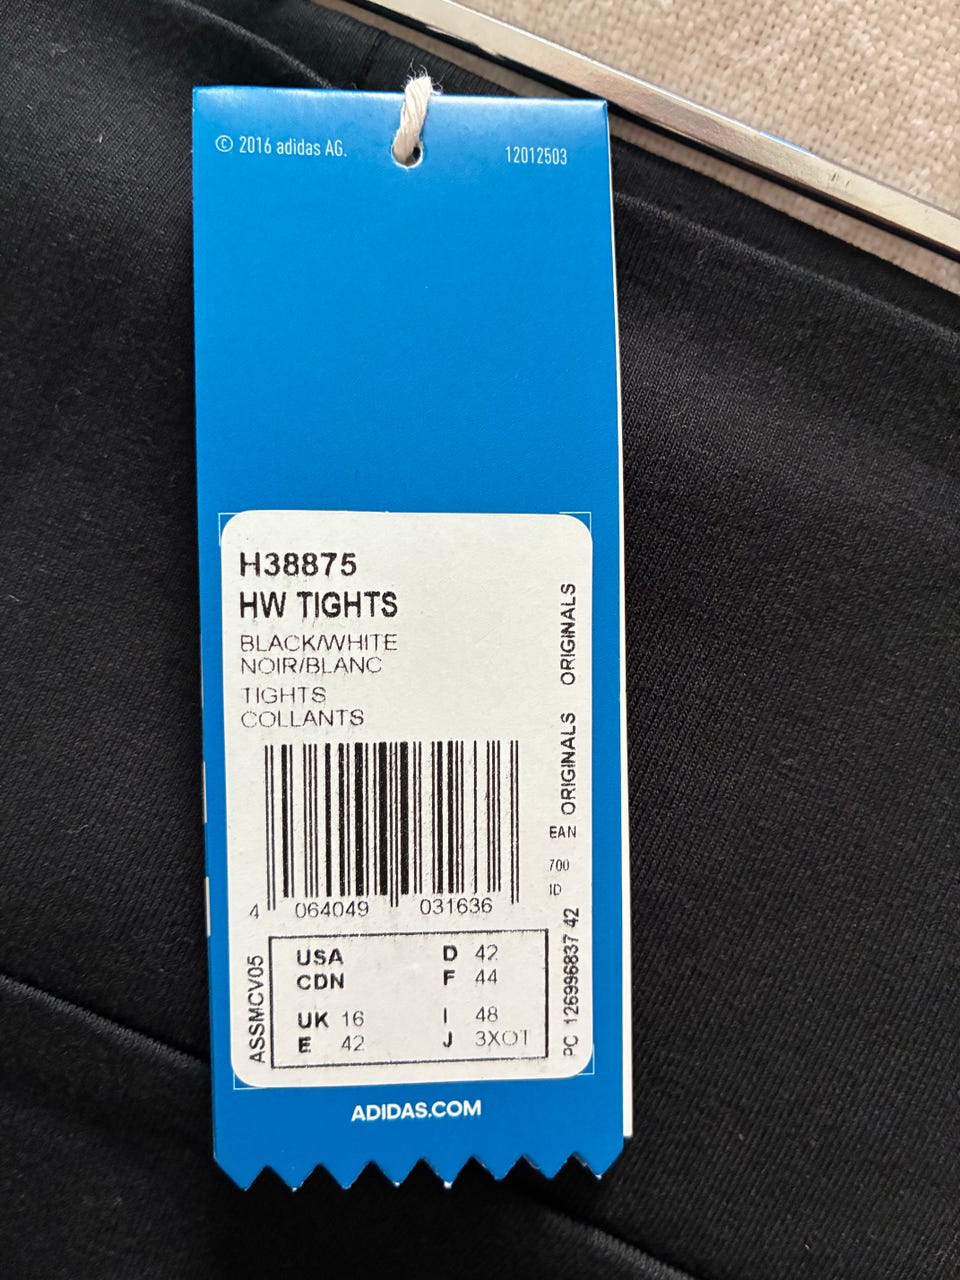 © 2016 adidas AG.
12012503
H38875
HW TIGHTS
BLACK/WHITE
NOIR/BLANC
TIGHTS
COLLANTS
ORIGINALS ORIGINALS
EAN
700
ID
4 064049 031636
ASSMCV05
USA D 42
CDN F 44
UK 16 I 48
E 42 J 3XOT
PC 126996837 42
ADIDAS.COM